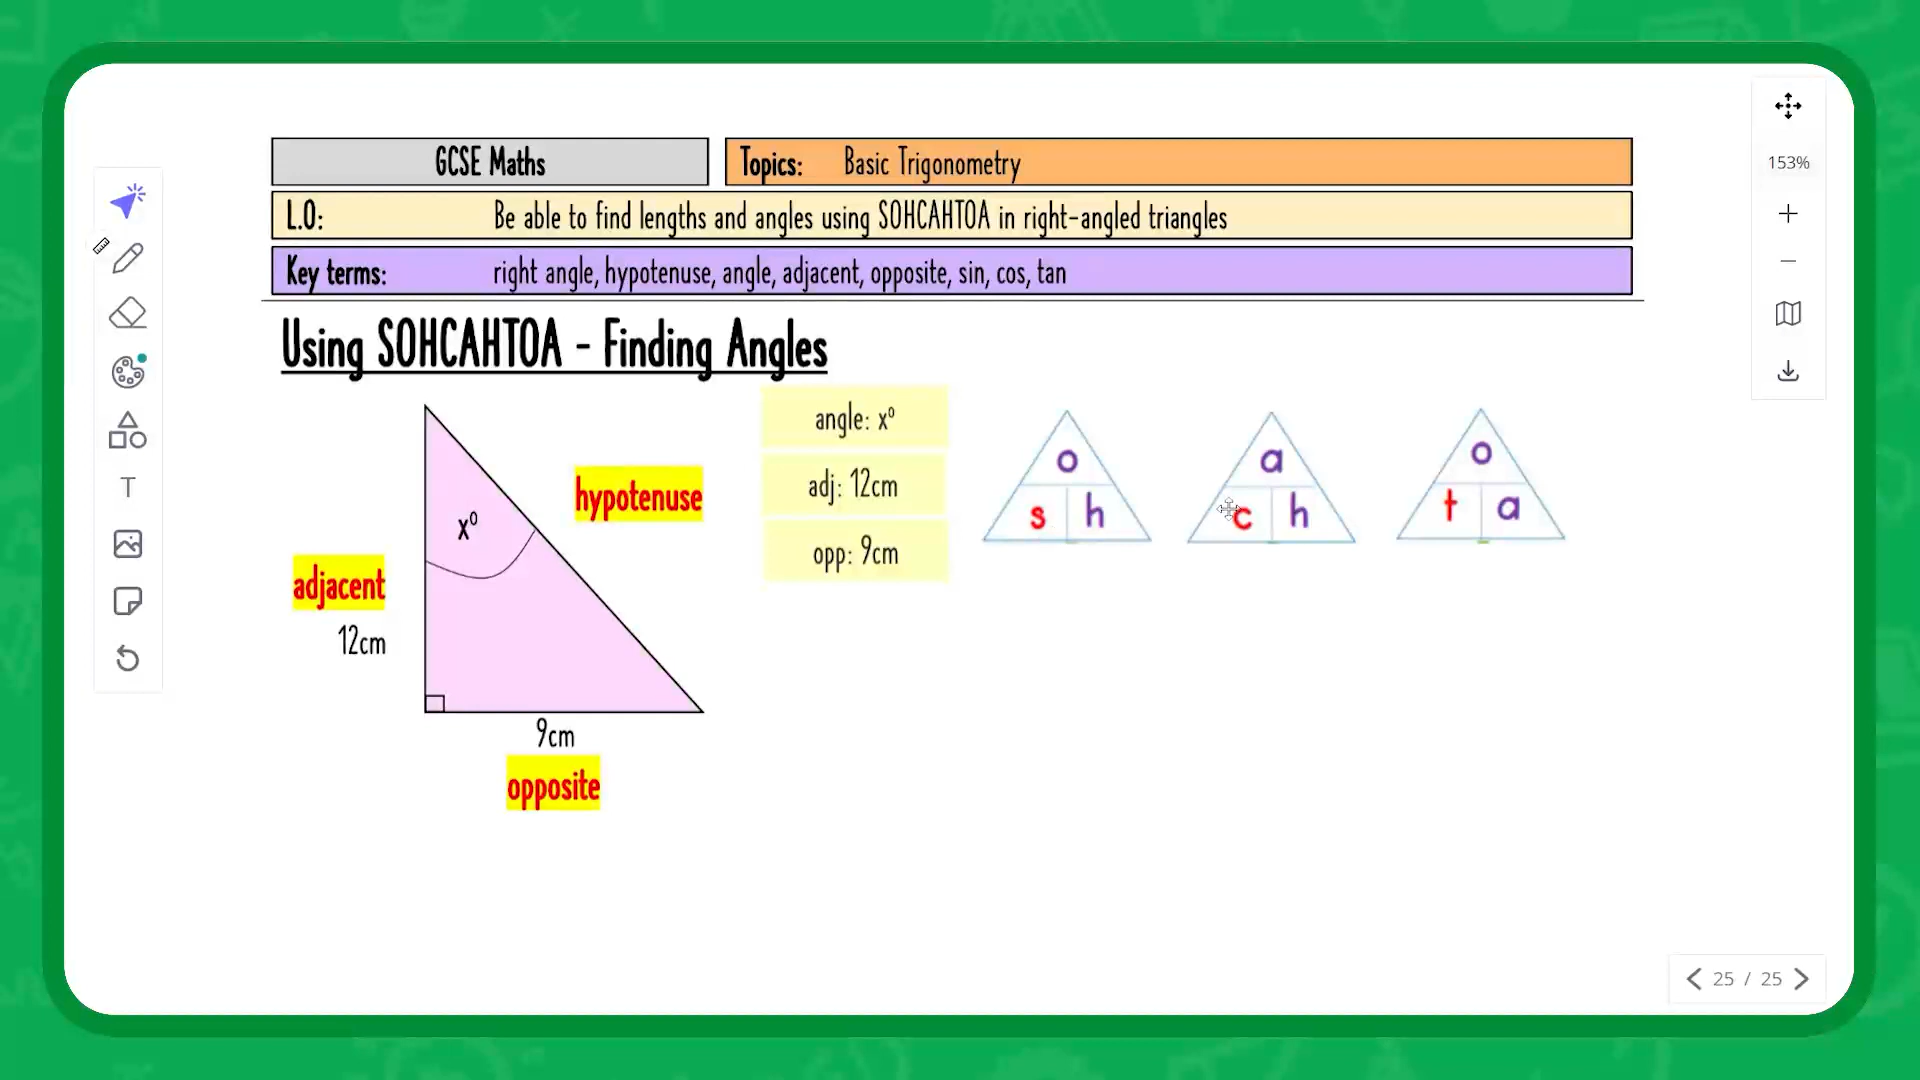 GCSE Maths
Topics: Basic Trigonometry
L.O: Be able to find lengths and angles using SOHCAHTOA in right-angled triangles
Key terms: right angle, hypotenuse, angle, adjacent, opposite, sin, cos, tan
Using SOHCAHTOA - Finding Angles
x⁰
hypotenuse
adjacent
12cm
9cm
opposite
angle: x⁰
adj: 12cm
opp: 9cm
o
s h
a
c h
o
t a
153%
T
25 / 25